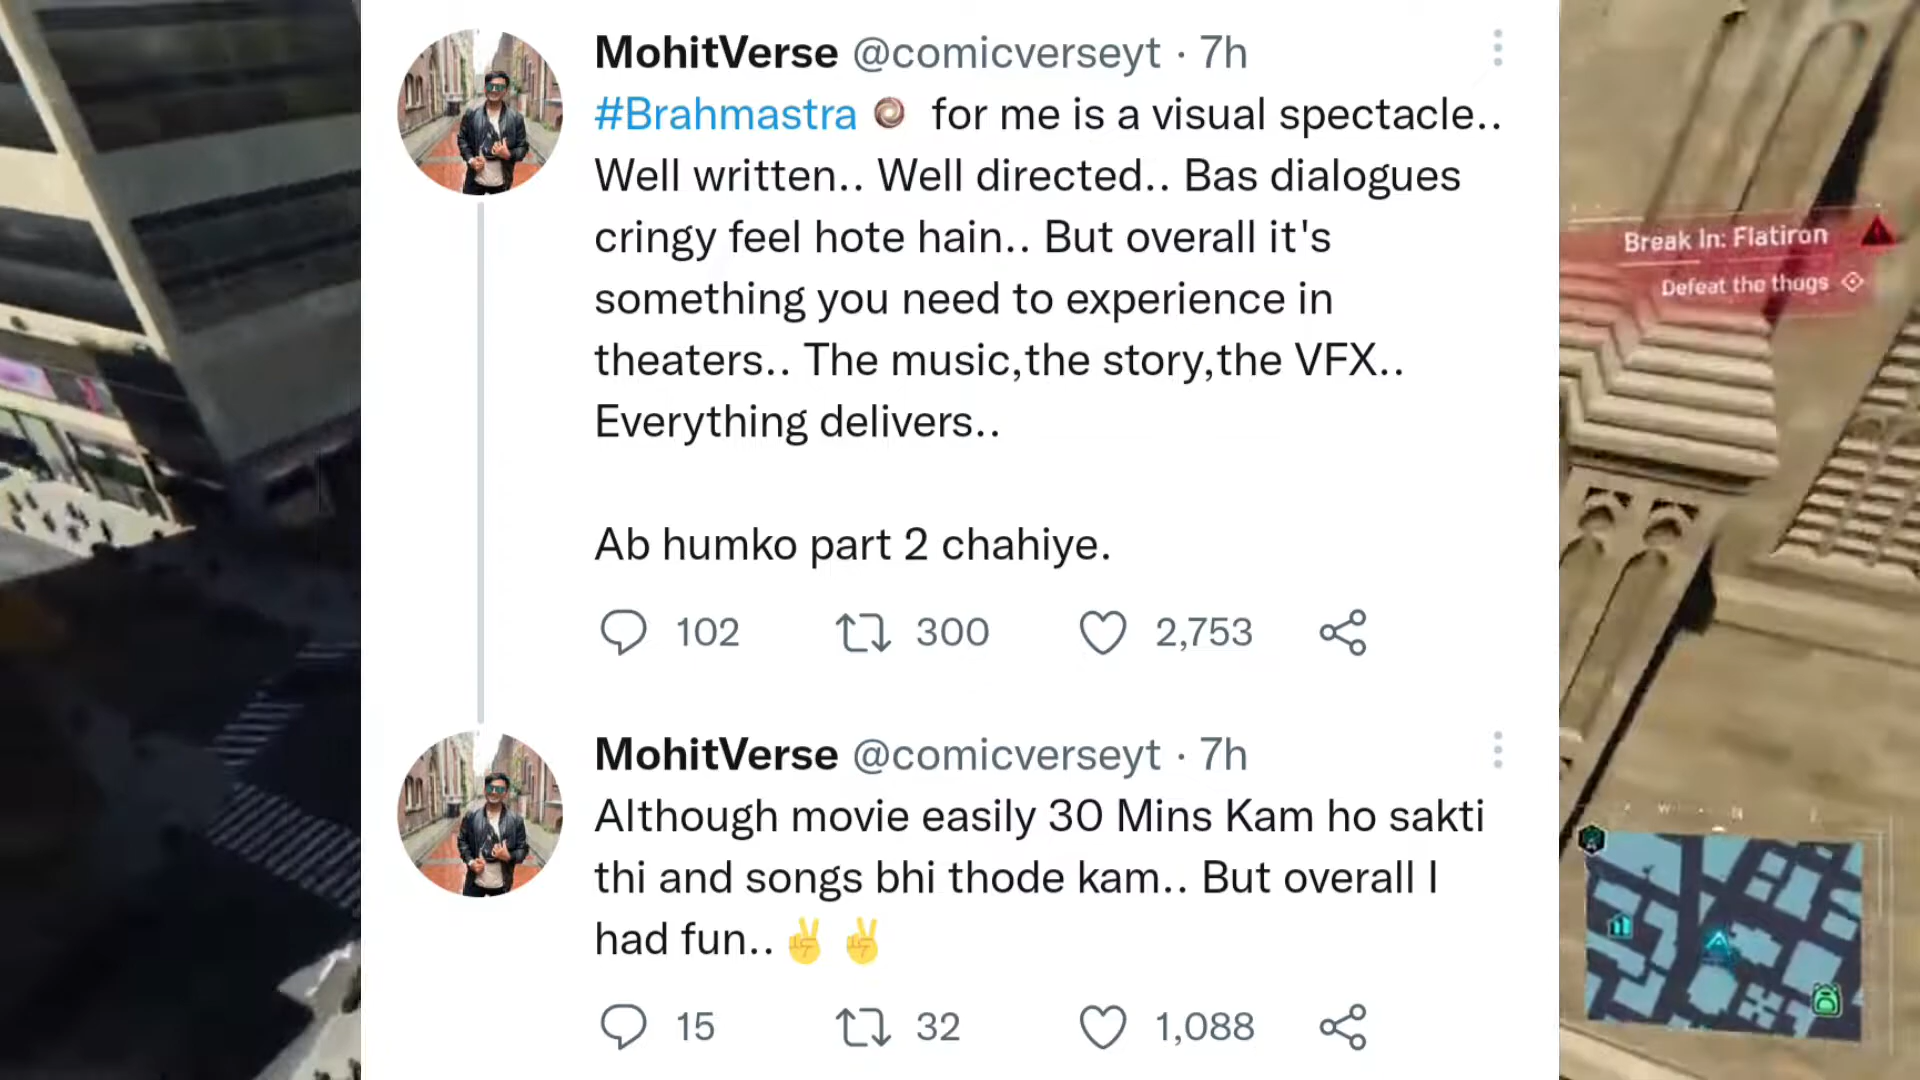 MohitVerse @comicverseyt · 7h
#Brahmastra for me is a visual spectacle..
Well written.. Well directed.. Bas dialogues
cringy feel hote hain.. But overall it's
something you need to experience in
theaters.. The music,the story,the VFX..
Everything delivers..
Ab humko part 2 chahiye.
102 300 2,753
MohitVerse @comicverseyt · 7h
Although movie easily 30 Mins Kam ho sakti
thi and songs bhi thode kam.. But overall I
had fun.. ✌️ ✌️
15 32 1,088
Break In: Flatiron
Defeat the thugs
W N E